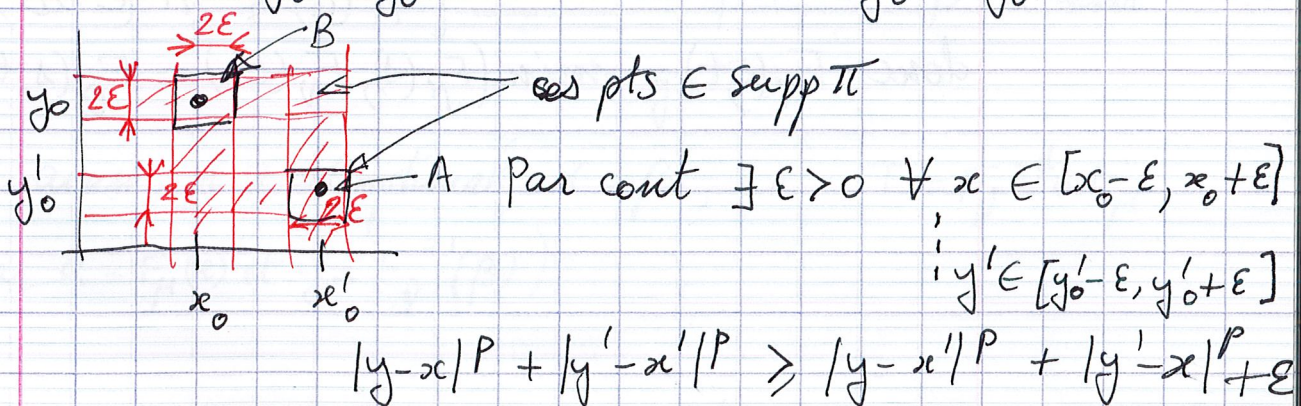 2ε
B
y₀ 2ε
ces pts ∈ Supp Π
y'₀ 2ε
A
2ε
Par cont ∃ ε>0 ∀ x ∈ [x₀-ε, x₀+ε]
⋮ y' ∈ [y'₀-ε, y'₀+ε]
x₀ x'₀
|y-x|ᵖ + |y'-x'|ᵖ ⩾ |y-x'|ᵖ + |y'-x|ᵖ+ε